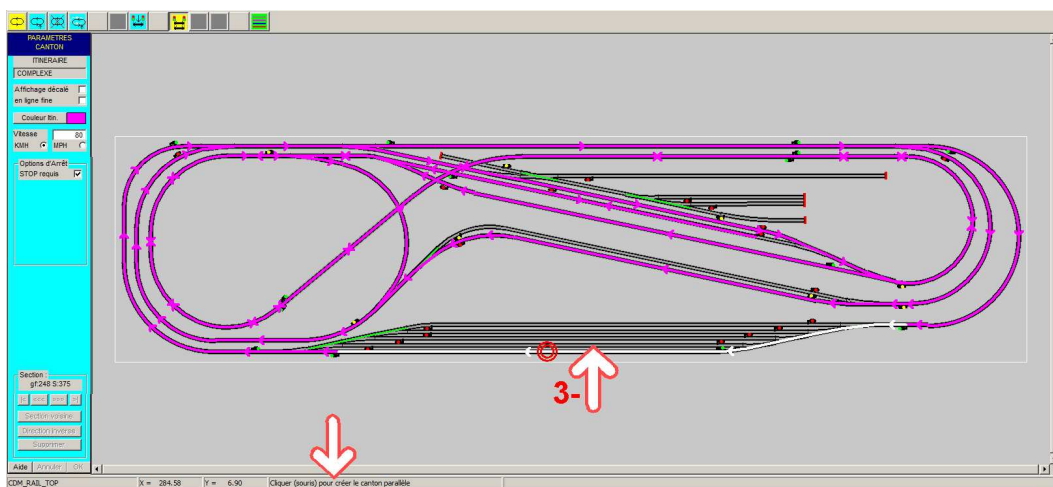 PARAMETRES
CANTON
ITINERAIRE
COMPLEXE
Affichage décalé
en ligne fine
Couleur Itin.
Vitesse 80
KMH MPH
Options d'Arrêt
STOP requis
3-
Section :
gf:248 S:375
|< <<< >>> >|
Section voisine
Direction inverse
Supprimer
Aide Annuler OK
CDM_RAIL_TOP X = 284.58 Y = 6.90 Cliquer (souris) pour créer le canton parallèle